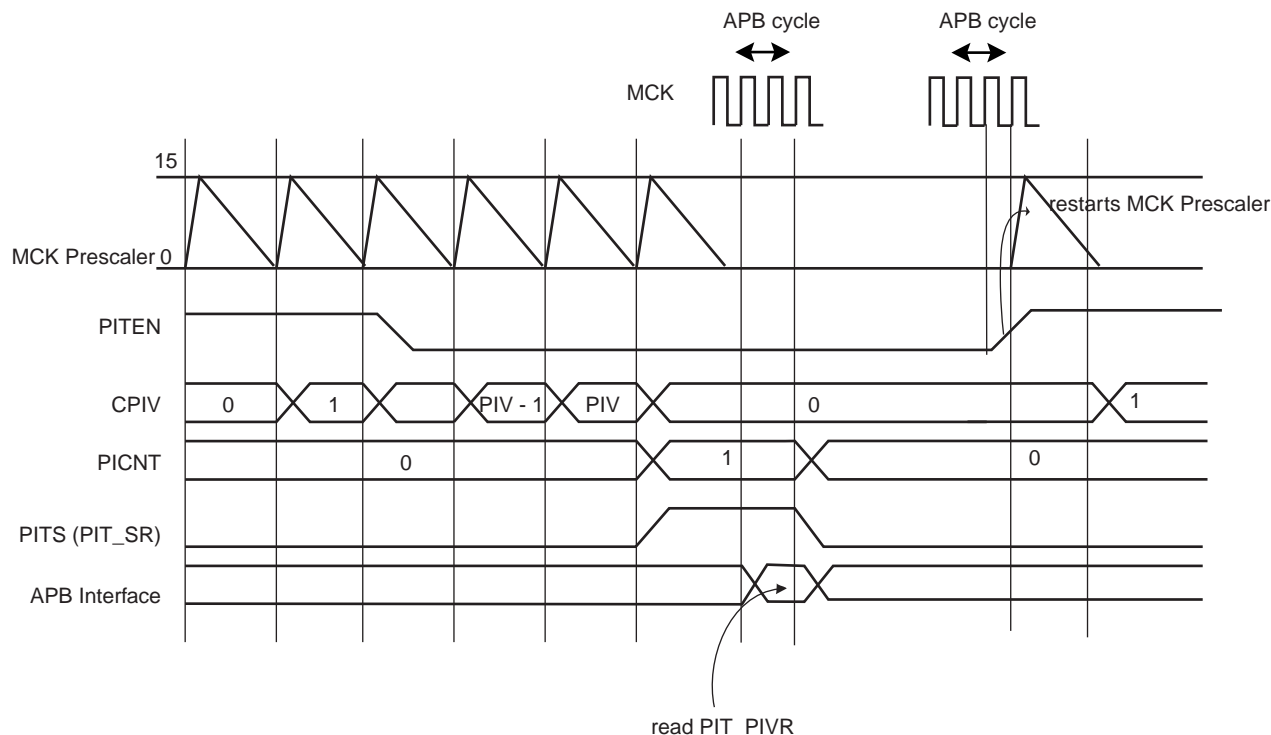 APB cycle
APB cycle
MCK
15
restarts MCK Prescaler
MCK Prescaler 0
PITEN
CPIV
0
1
PIV - 1
PIV
0
1
PICNT
0
1
0
PITS (PIT_SR)
APB Interface
read PIT_PIVR